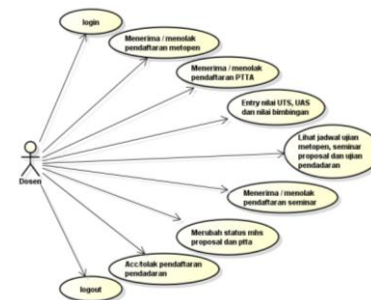 login
Menerima / menolak
pendaftaran metopen
Menerima / menolak
pendaftaran PTTA
Entry nilai UTS, UAS
dan nilai bimbingan
Lihat jadwal ujian
metopen, seminar
proposal dan ujian
pendadaran
Dosen
Menerima / menolak
pendaftaran seminar
Merubah status mhs
proposal dan ptta
Acc/tolak pendaftaran
pendadaran
logout